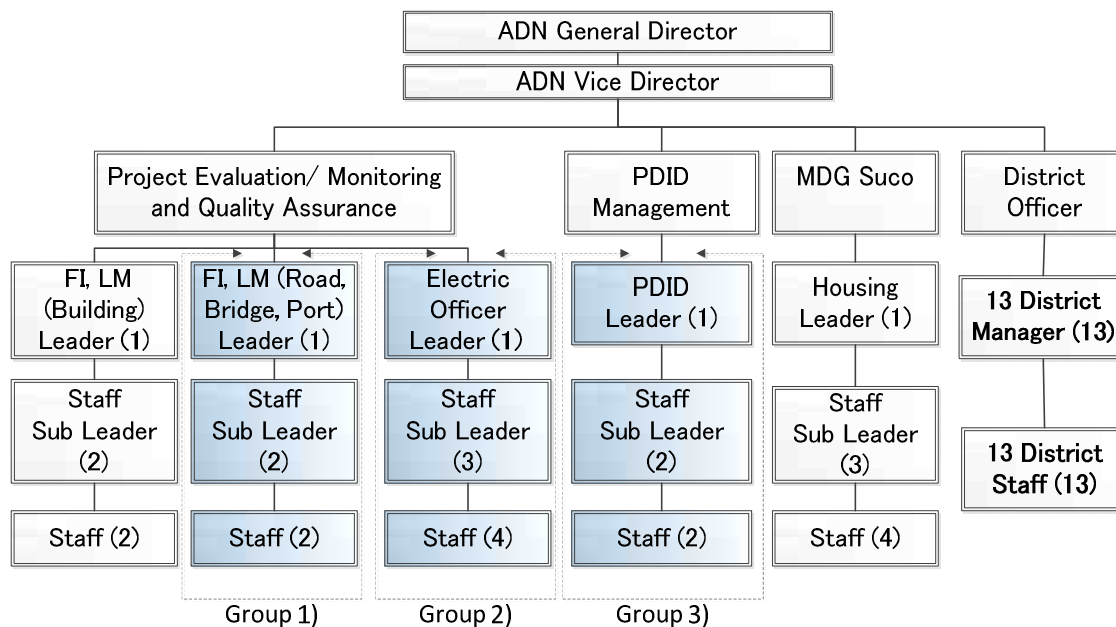 ADN General Director
ADN Vice Director
Project Evaluation/ Monitoring
and Quality Assurance
PDID
Management
MDG Suco
District
Officer
FI, LM
(Building)
Leader (1)
FI, LM (Road,
Bridge, Port)
Leader (1)
Electric
Officer
Leader (1)
PDID
Leader (1)
Housing
Leader (1)
13 District
Manager (13)
Staff
Sub Leader
(2)
Staff
Sub Leader
(2)
Staff
Sub Leader
(3)
Staff
Sub Leader
(2)
Staff
Sub Leader
(3)
13 District
Staff (13)
Staff (2)
Staff (2)
Staff (4)
Staff (2)
Staff (4)
Group 1)
Group 2)
Group 3)